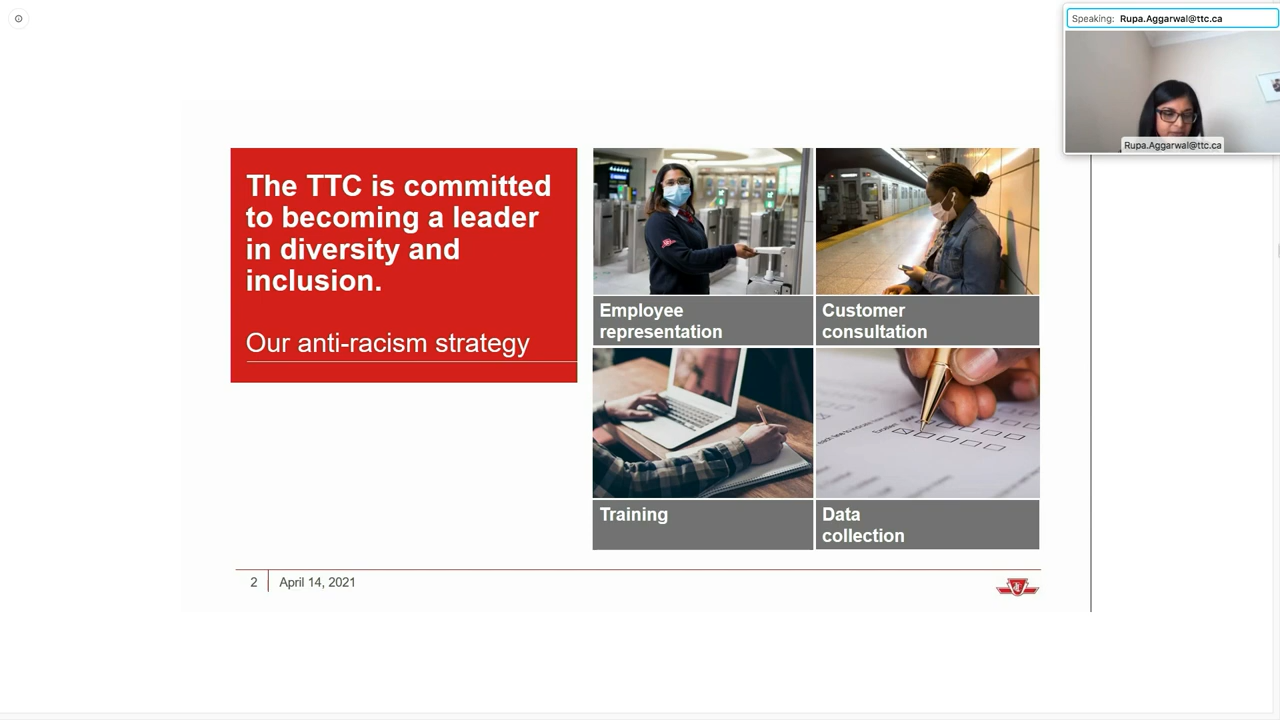 Speaking: Rupa.Aggarwal@ttc.ca
Rupa.Aggarwal@ttc.ca
The TTC is committed
to becoming a leader
in diversity and
inclusion.
Our anti-racism strategy
Employee
representation
Customer
consultation
Training
Data
collection
2
April 14, 2021